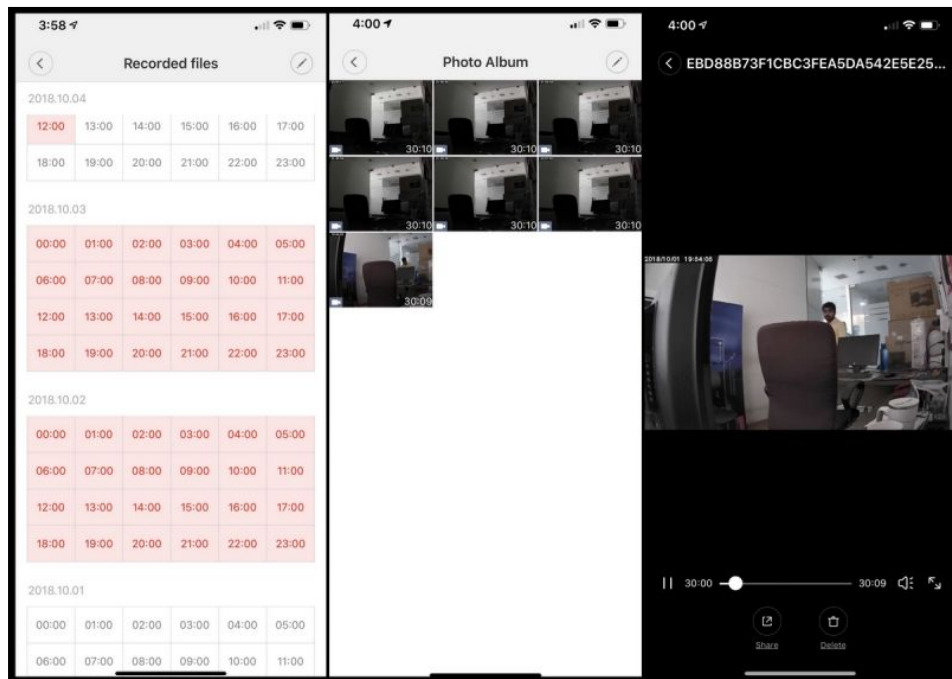 3:58
Recorded files
2018.10.04
12:00 13:00 14:00 15:00 16:00 17:00
18:00 19:00 20:00 21:00 22:00 23:00
2018.10.03
00:00 01:00 02:00 03:00 04:00 05:00
06:00 07:00 08:00 09:00 10:00 11:00
12:00 13:00 14:00 15:00 16:00 17:00
18:00 19:00 20:00 21:00 22:00 23:00
2018.10.02
00:00 01:00 02:00 03:00 04:00 05:00
06:00 07:00 08:00 09:00 10:00 11:00
12:00 13:00 14:00 15:00 16:00 17:00
18:00 19:00 20:00 21:00 22:00 23:00
2018.10.01
00:00 01:00 02:00 03:00 04:00 05:00
06:00 07:00 08:00 09:00 10:00 11:00
4:00
Photo Album
30:10 30:10 30:10
30:10 30:10 30:10
30:09
4:00
EBD88B73F1CBC3FEA5DA542E5E25...
2018/10/01 19:54:06
30:00 30:09
Share Delete